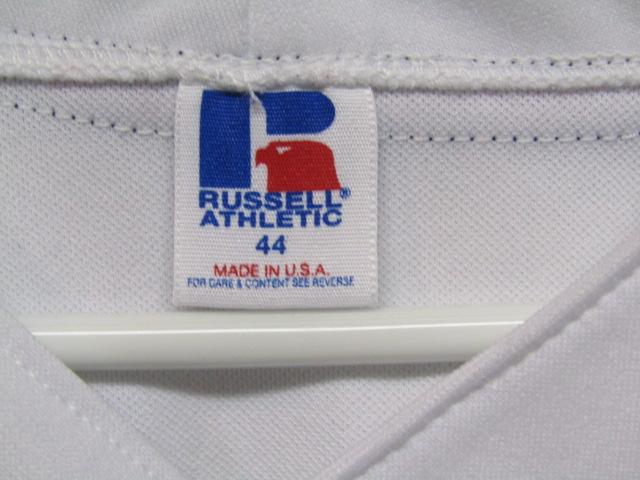 RUSSELL®
ATHLETIC
44
MADE IN U.S.A.
FOR CARE & CONTENT SEE REVERSE